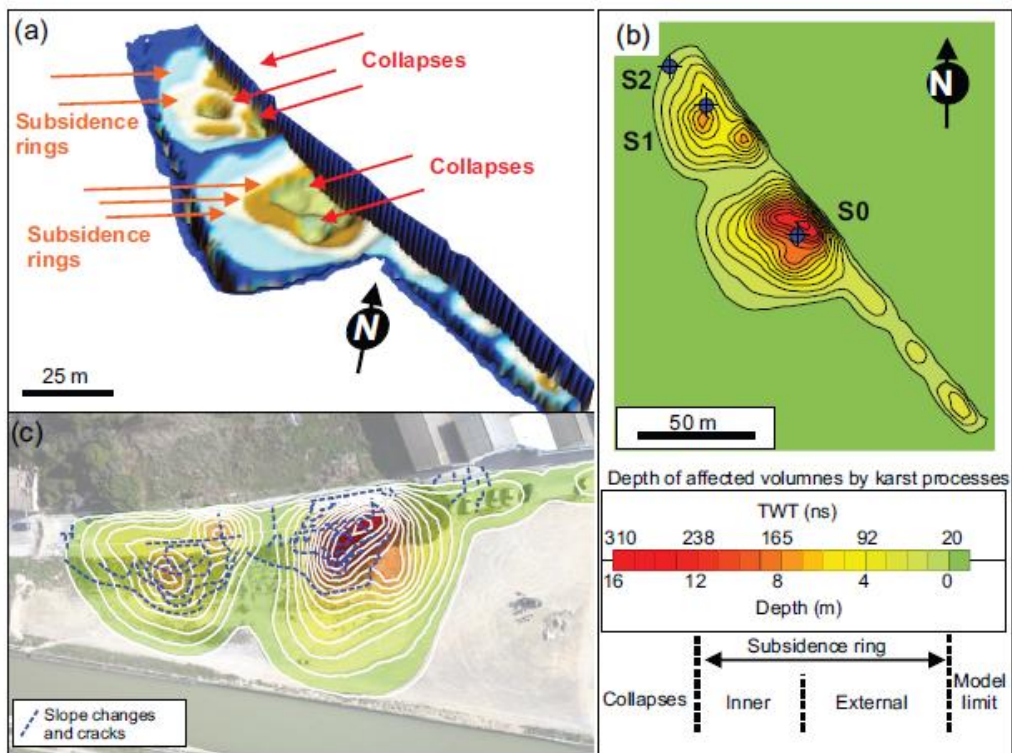 (a)
Collapses
Subsidence
rings
Collapses
Subsidence
rings
N
25 m
(b)
N
S2
S1
S0
50 m
(c)
Slope changes
and cracks
Depth of affected volumnes by karst processes
TWT (ns)
310 238 165 92 20
16 12 8 4 0
Depth (m)
Subsidence ring
Collapses Inner External Model
limit